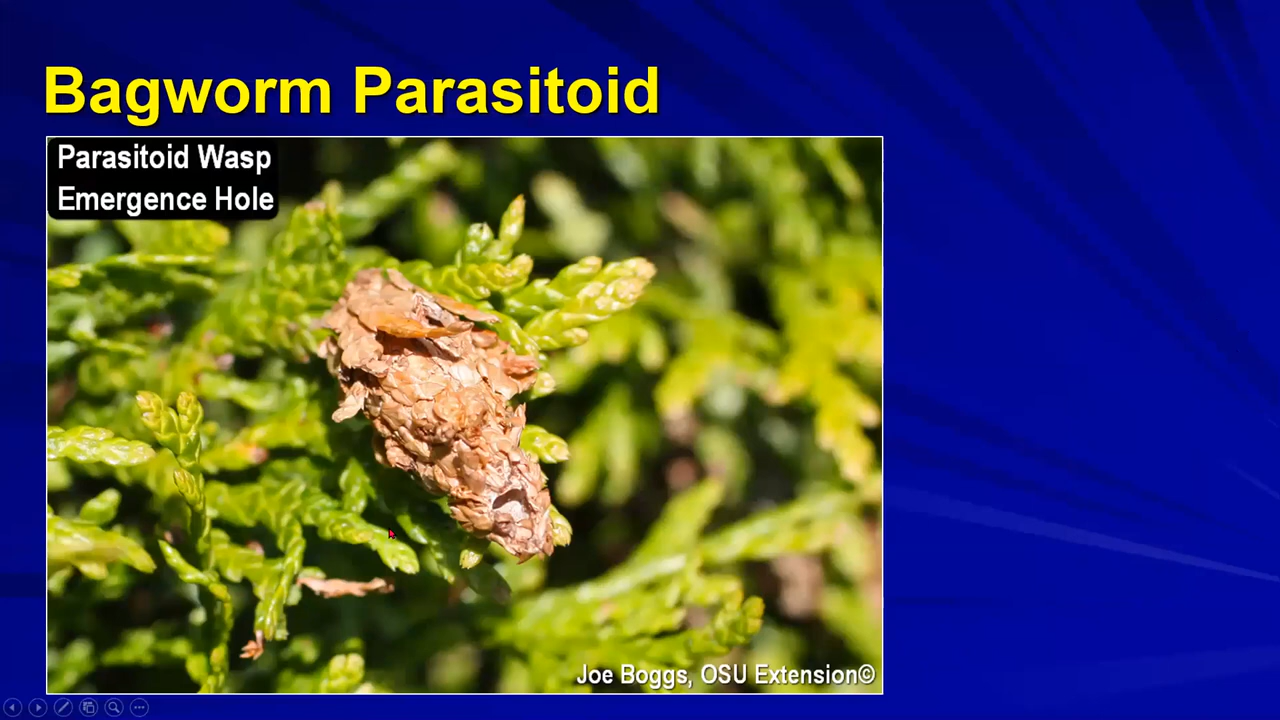 Bagworm Parasitoid
Parasitoid Wasp
Emergence Hole
Joe Boggs, OSU Extension©